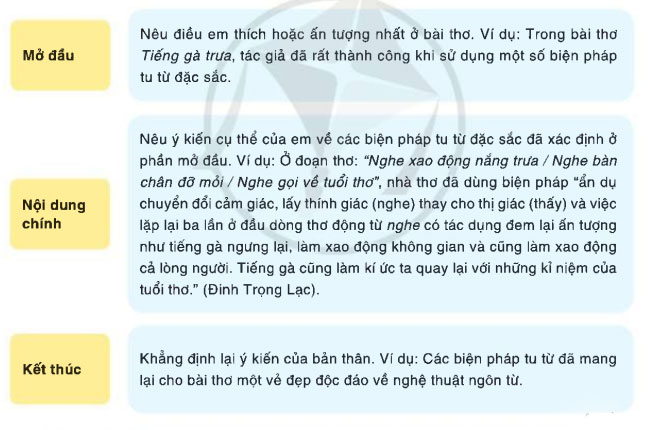 Mở đầu
Nêu điều em thích hoặc ấn tượng nhất ở bài thơ. Ví dụ: Trong bài thơ
Tiếng gà trưa, tác giả đã rất thành công khi sử dụng một số biện pháp
tu từ đặc sắc.
Nội dung
chính
Nêu ý kiến cụ thể của em về các biện pháp tu từ đặc sắc đã xác định ở
phần mở đầu. Ví dụ: Ở đoạn thơ: “Nghe xao động nắng trưa / Nghe bàn
chân đỡ mỏi / Nghe gọi về tuổi thơ”, nhà thơ đã dùng biện pháp “ẩn dụ
chuyển đổi cảm giác, lấy thính giác (nghe) thay cho thị giác (thấy) và việc
lặp lại ba lần ở đầu dòng thơ động từ nghe có tác dụng đem lại ấn tượng
như tiếng gà ngưng lại, làm xao động không gian và cũng làm xao động
cả lòng người. Tiếng gà cũng làm kí ức ta quay lại với những kỉ niệm của
tuổi thơ.” (Đinh Trọng Lạc).
Kết thúc
Khẳng định lại ý kiến của bản thân. Ví dụ: Các biện pháp tu từ đã mang
lại cho bài thơ một vẻ đẹp độc đáo về nghệ thuật ngôn từ.